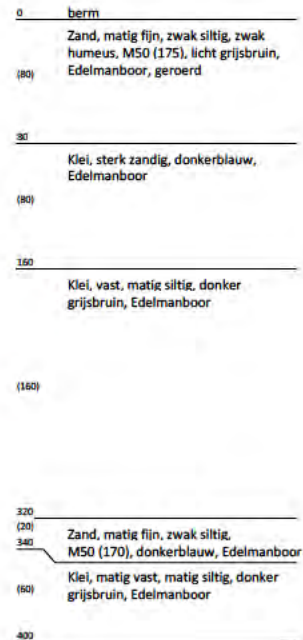 0 berm
Zand, matig fijn, zwak siltig, zwak
humeus, M50 (175), licht grijsbruin,
(80)
Edelmanboor, geroerd
80
Klei, sterk zandig, donkerblauw,
Edelmanboor
(80)
160
Klei, vast, matig siltig, donker
grijsbruin, Edelmanboor
(160)
320
(20)
Zand, matig fijn, zwak siltig,
340
M50 (170), donkerblauw, Edelmanboor
Klei, matig vast, matig siltig, donker
(60)
grijsbruin, Edelmanboor
400